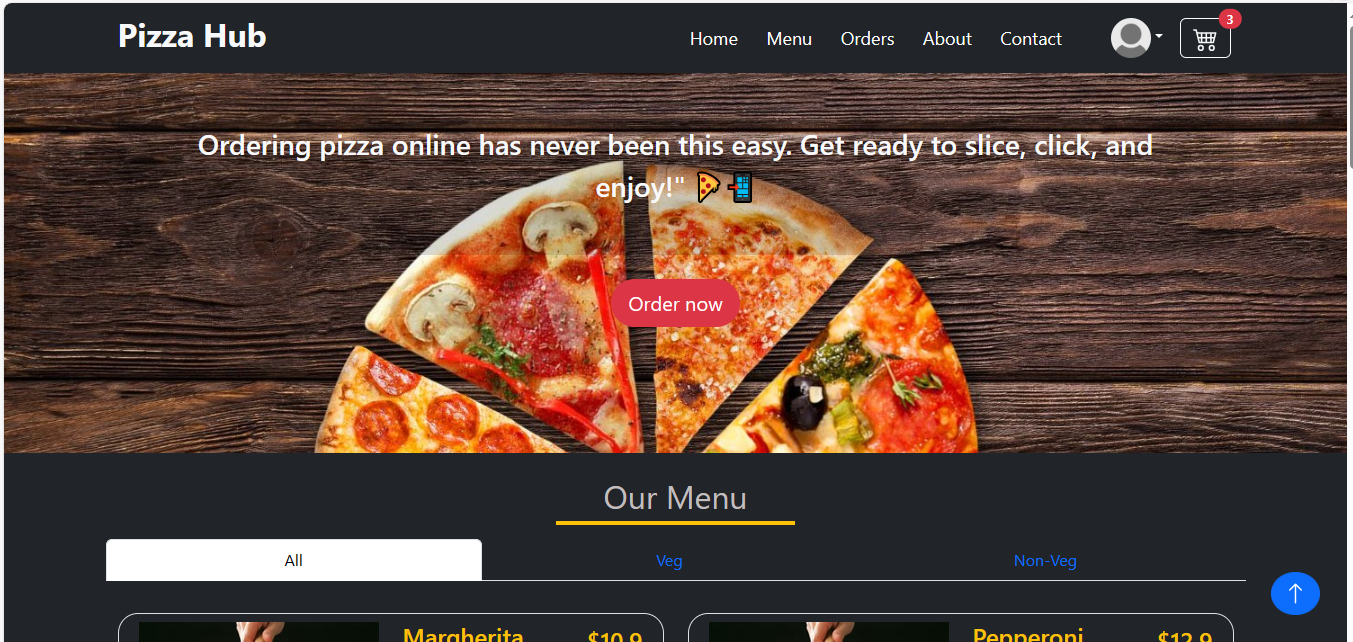 Pizza Hub
Home Menu Orders About Contact
3
Ordering pizza online has never been this easy. Get ready to slice, click, and
enjoy!" 🍕📲
Order now
Our Menu
All Veg Non-Veg
Margherita $10.9 Pepperoni $12.9